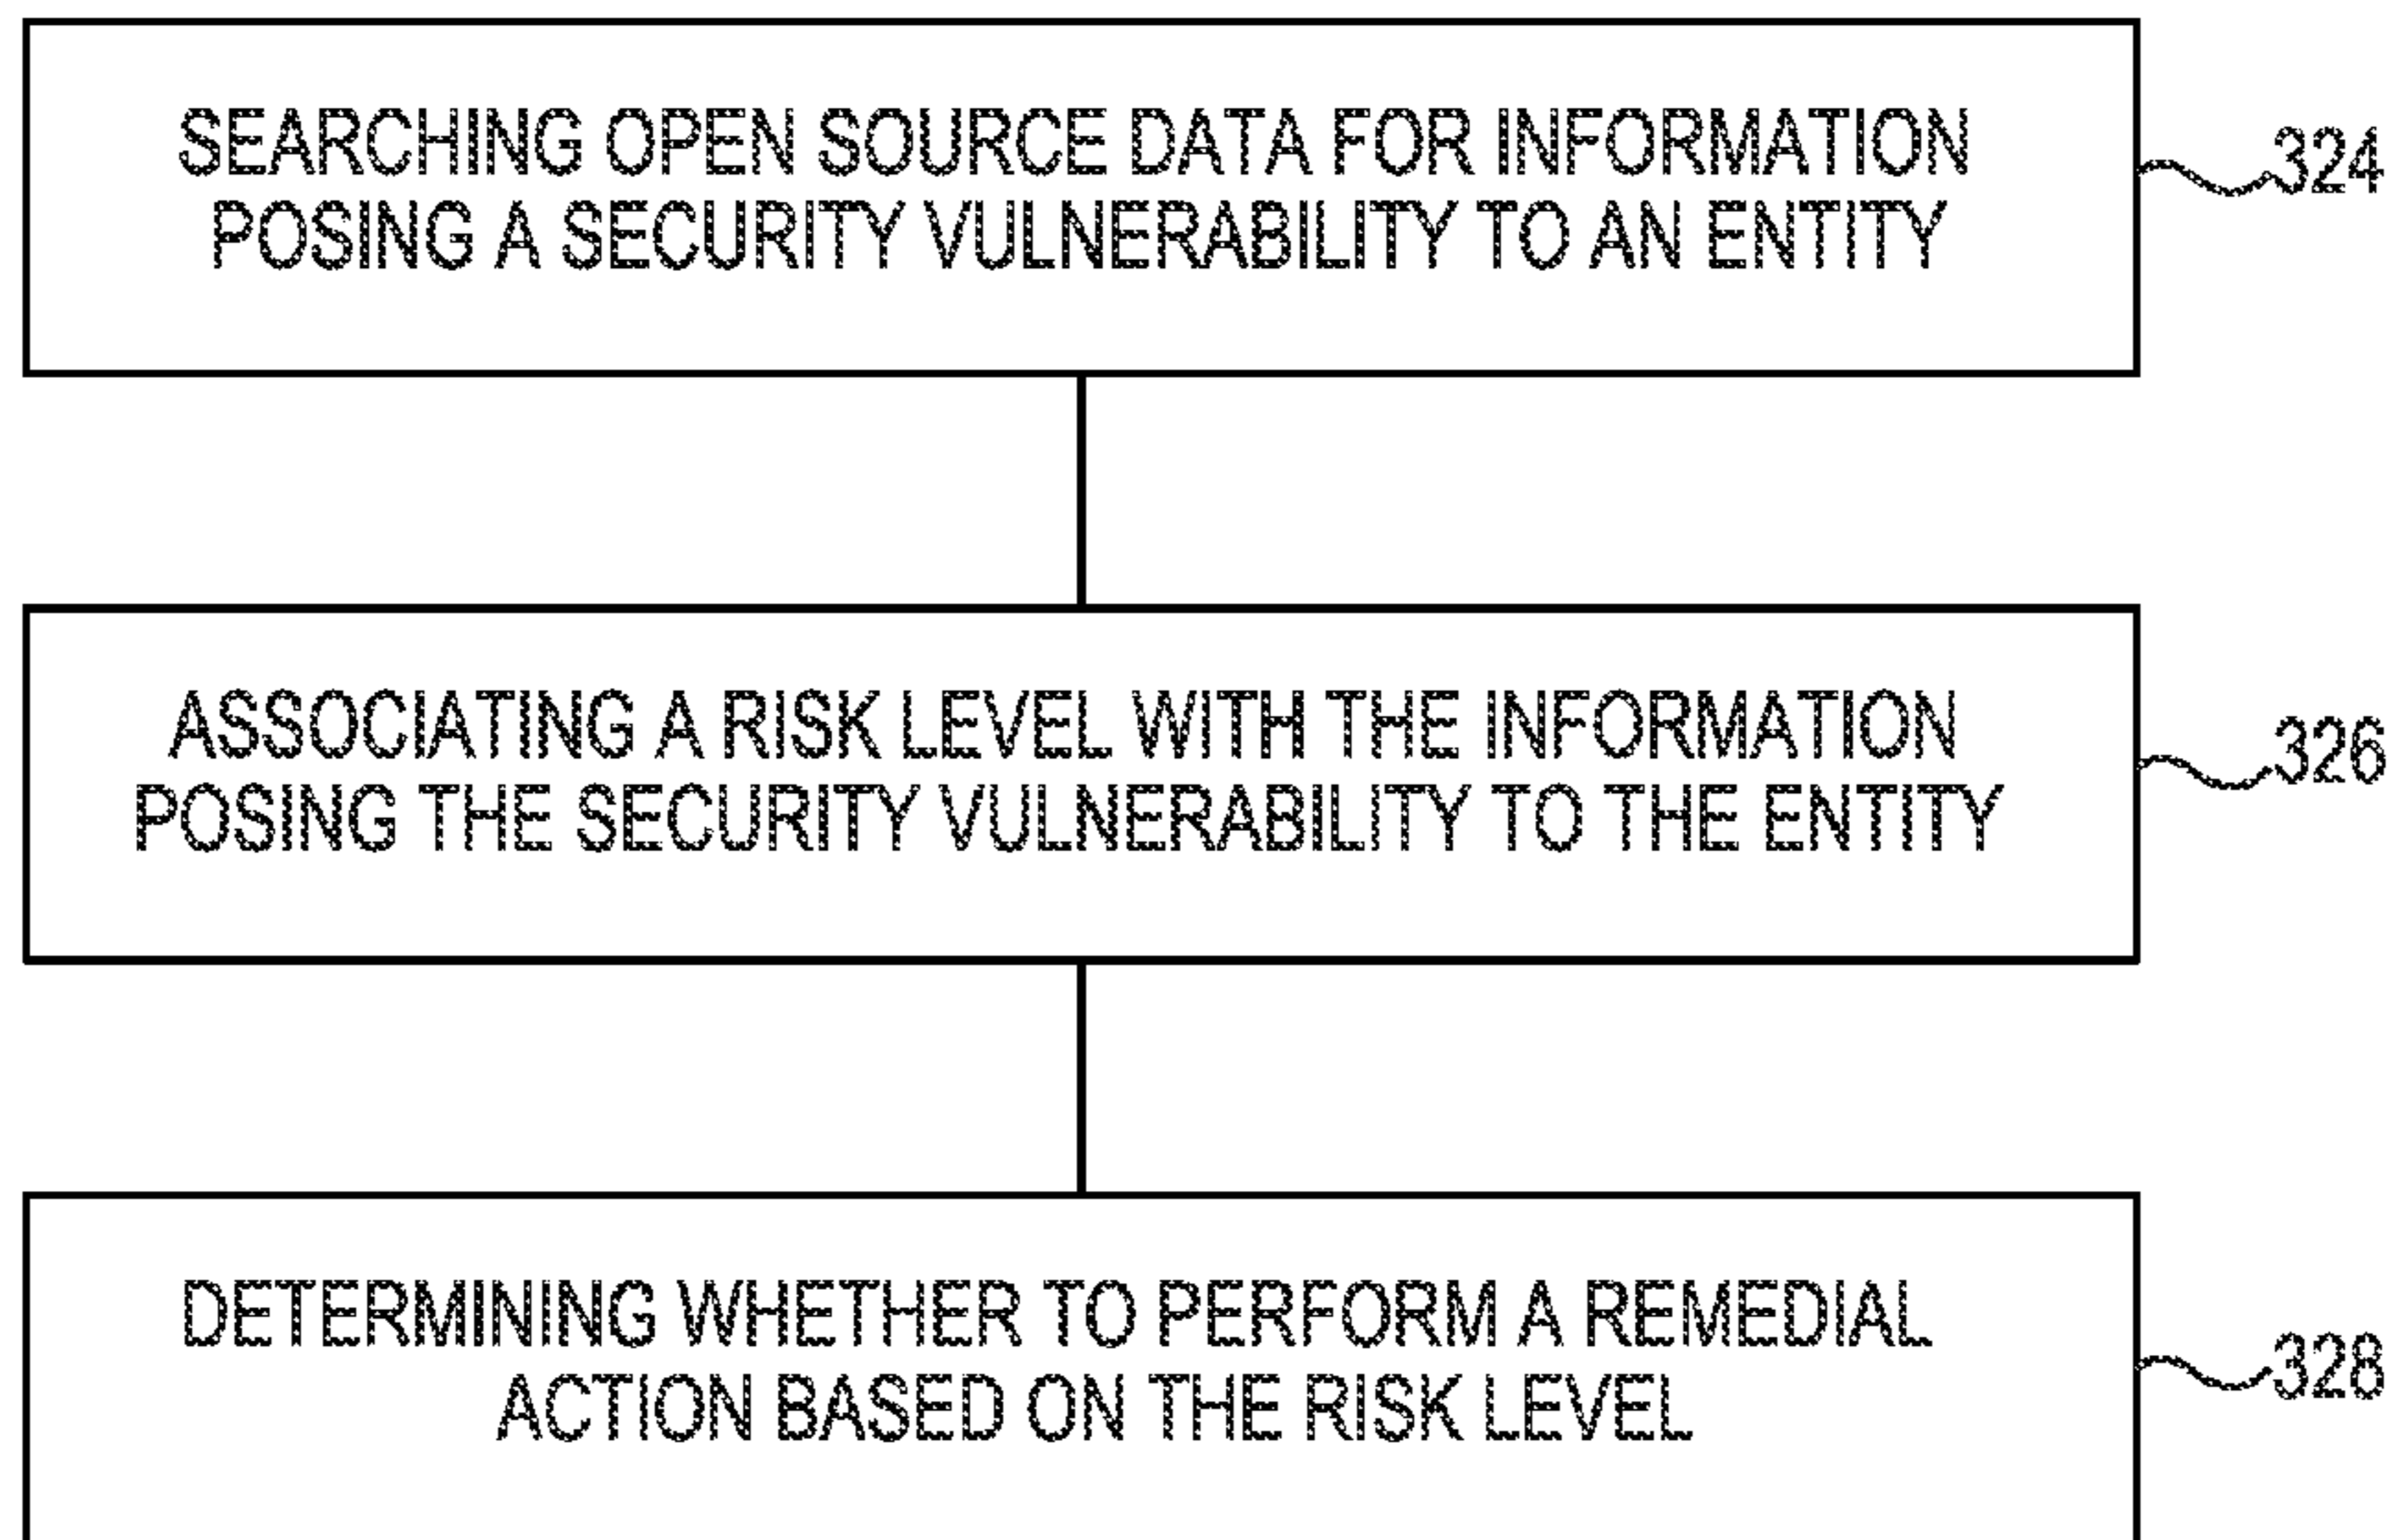 SEARCHING OPEN SOURCE DATA FOR INFORMATION
POSING A SECURITY VULNERABILITY TO AN ENTITY
324
ASSOCIATING A RISK LEVEL WITH THE INFORMATION
POSING THE SECURITY VULNERABILITY TO THE ENTITY
326
DETERMINING WHETHER TO PERFORM A REMEDIAL
ACTION BASED ON THE RISK LEVEL
328